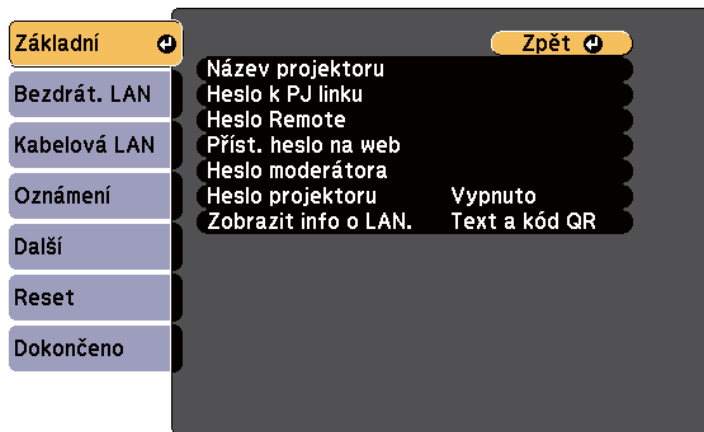 Základní
Bezdrát. LAN
Kabelová LAN
Oznámení
Další
Reset
Dokončeno
Zpět
Název projektoru
Heslo k PJ linku
Heslo Remote
Příst. heslo na web
Heslo moderátora
Heslo projektoru Vypnuto
Zobrazit info o LAN. Text a kód QR